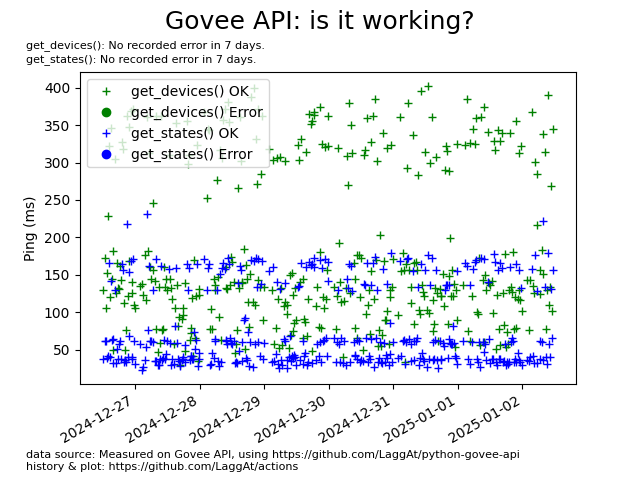 Govee API: is it working?
get_devices(): No recorded error in 7 days.
get_states(): No recorded error in 7 days.
get_devices() OK
get_devices() Error
get_states() OK
get_states() Error
Ping (ms)
400
350
300
250
200
150
100
50
2024-12-27
2024-12-28
2024-12-29
2024-12-30
2024-12-31
2025-01-01
2025-01-02
data source: Measured on Govee API, using https://github.com/LaggAt/python-govee-api
history & plot: https://github.com/LaggAt/actions